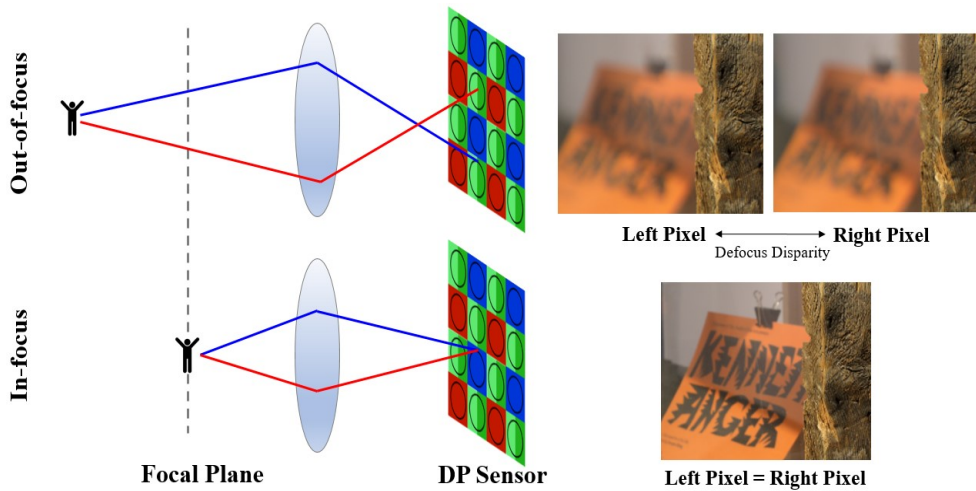 Out-of-focus
Left Pixel
Right Pixel
Defocus Disparity
In-focus
KENNET
ANGER
Focal Plane
DP Sensor
Left Pixel = Right Pixel